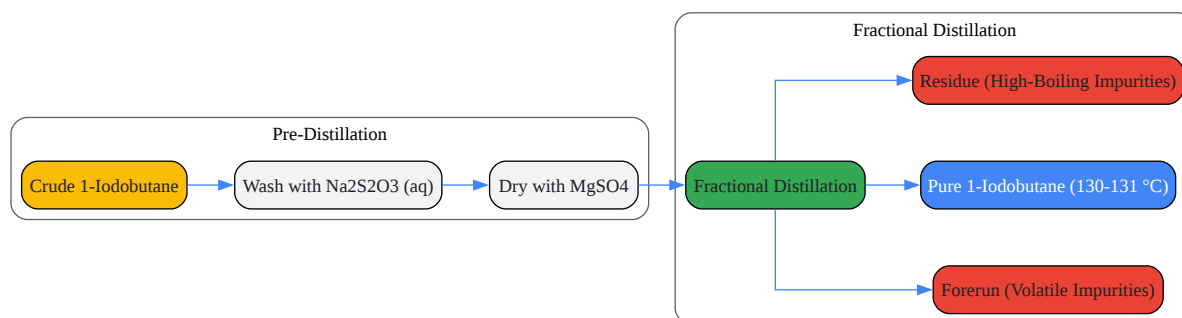 Fractional Distillation
Residue (High-Boiling Impurities)
Pre-Distillation
Crude 1-Iodobutane
Wash with Na2S2O3 (aq)
Dry with MgSO4
Fractional Distillation
Pure 1-Iodobutane (130-131 °C)
Forerun (Volatile Impurities)